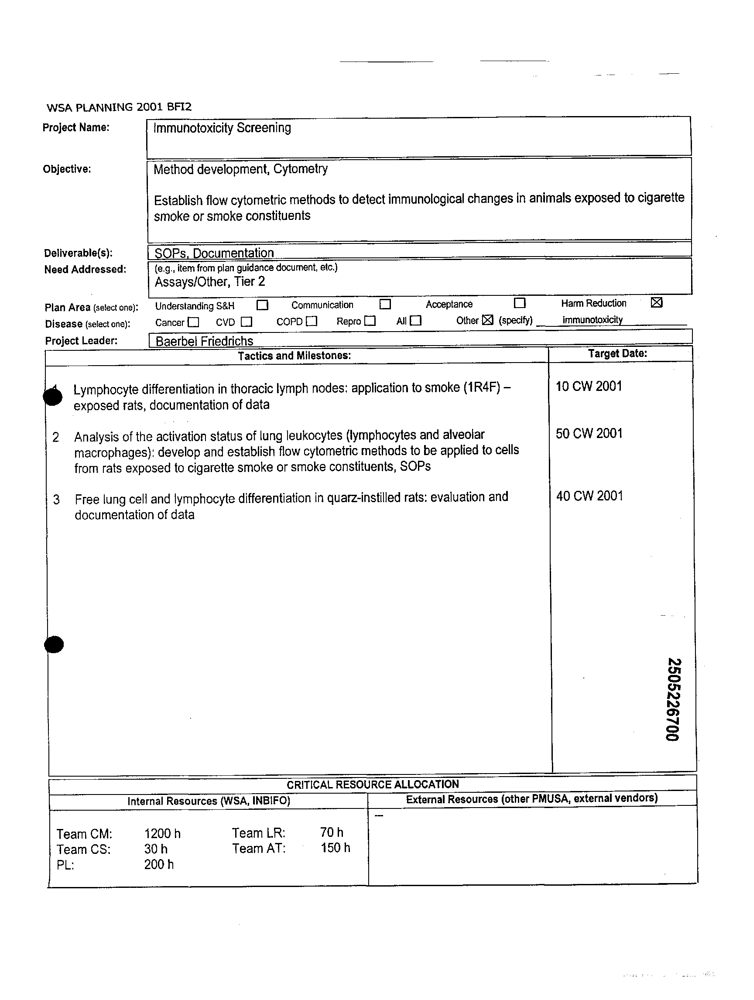 WSA PLANNING 2001 BFI2
Project Name: Immunotoxicity Screening
Objective: Method development, Cytometry
Establish flow cytometric methods to detect immunological changes in animals exposed to cigarette
smoke or smoke constituents
Deliverable(s): SOPs, Documentation
Need Addressed: (e.g., item from plan guidance document, etc.)
Assays/Other, Tier 2
Plan Area (select one): Understanding S&H ☐ Communication ☐ Acceptance ☐ Harm Reduction ☒
Disease (select one): Cancer ☐ CVD ☐ COPD ☐ Repro ☐ All ☐ Other ☒ (specify) immunotoxicity
Project Leader: Baerbel Friedrichs
Tactics and Milestones: Target Date:
Lymphocyte differentiation in thoracic lymph nodes: application to smoke (1R4F) – 10 CW 2001
exposed rats, documentation of data
2 Analysis of the activation status of lung leukocytes (lymphocytes and alveolar 50 CW 2001
macrophages): develop and establish flow cytometric methods to be applied to cells
from rats exposed to cigarette smoke or smoke constituents, SOPs
3 Free lung cell and lymphocyte differentiation in quarz-instilled rats: evaluation and 40 CW 2001
documentation of data
2505226700
CRITICAL RESOURCE ALLOCATION
Internal Resources (WSA, INBIFO) External Resources (other PMUSA, external vendors)
–
Team CM: 1200 h Team LR: 70 h
Team CS: 30 h Team AT: 150 h
PL: 200 h